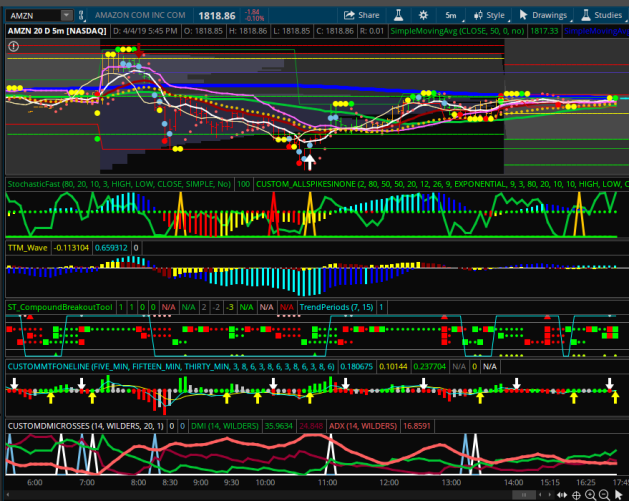 AMZN AMAZON COM INC COM 1818.86 -1.84 -0.10% Share 5m Style Drawings Studies
AMZN 20 D 5m [NASDAQ] D: 4/4/19 5:45 PM O: 1818.85 H: 1818.86 L: 1818.85 C: 1818.86 R: 0.01 SimpleMovingAvg (CLOSE, 50, 0, no) 1817.33
StochasticFast (80, 20, 10, 3, HIGH, LOW, CLOSE, SIMPLE, No) 100 CUSTOM_ALLSPIKESINONE (2, 80, 50, 50, 20, 12, 26, 9, EXPONENTIAL, 9, 3, 80, 20, 10, 10, HIGH, LOW, C
TTM_Wave -0.113104 0.659312 0
ST_CompoundBreakoutTool 1 1 0 0 N/A N/A 2 -2 -3 N/A N/A N/A TrendPeriods (7, 15) 1
CUSTOMMTFONELINE (FIVE_MIN, FIFTEEN_MIN, THIRTY_MIN, 3, 8, 6, 3, 8, 6, 3, 8, 6, 3, 8, 6) 0.180675 0.10144 0.237704 N/A 0 N/A
CUSTOMDMICROSSES (14, WILDERS, 20, 1) 0 0 DMI (14, WILDERS) 35.9634 ADX (14, WILDERS) 16.8591
6:00 7:00 8:00 8:30 9:00 9:30 10:00 11:00 12:00 13:00 14:00 15:15 16:25 17:45